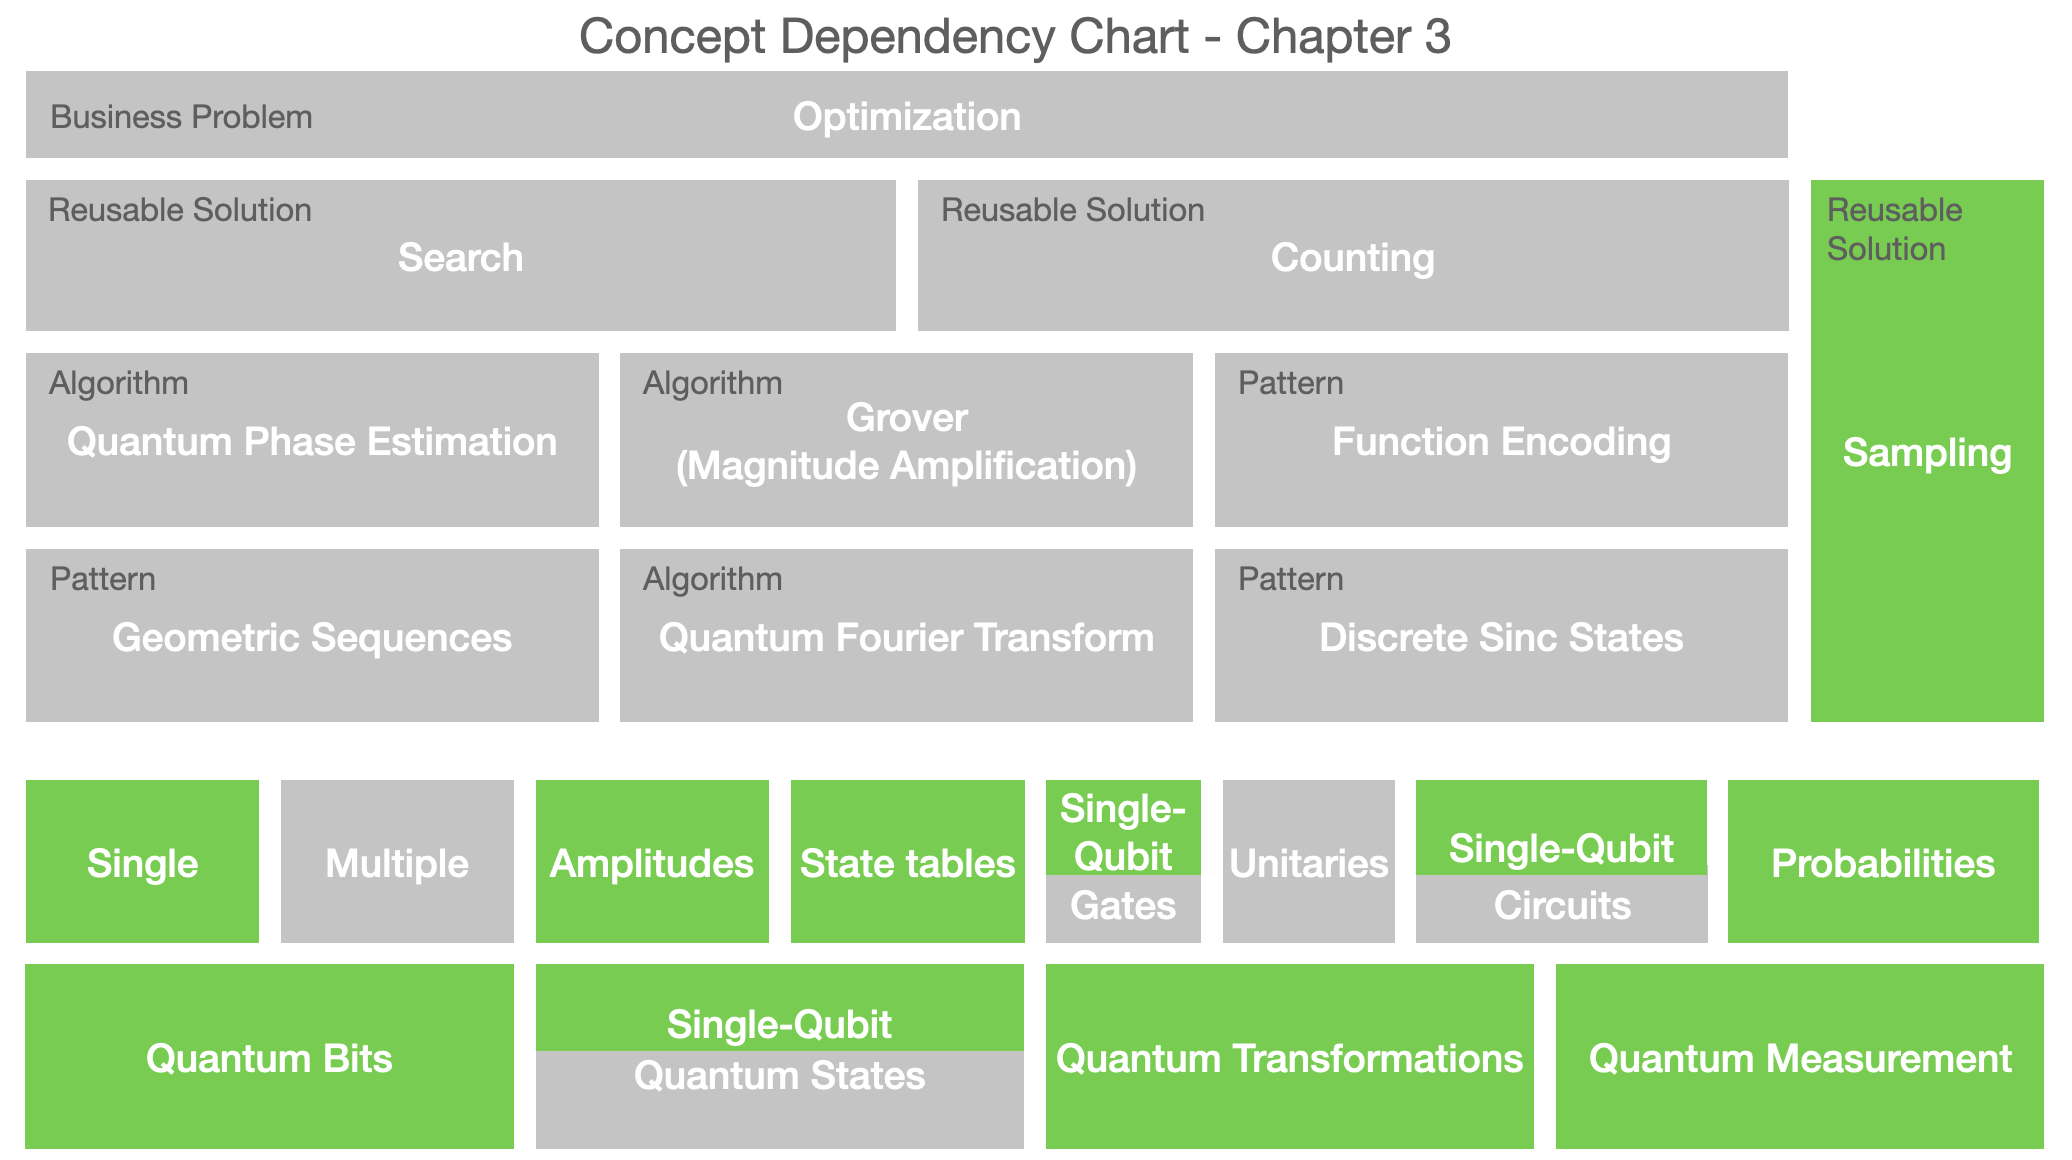 Concept Dependency Chart - Chapter 3
Business Problem
Optimization
Reusable Solution
Search
Reusable Solution
Counting
Reusable
Solution
Sampling
Algorithm
Quantum Phase Estimation
Algorithm
Grover
(Magnitude Amplification)
Pattern
Function Encoding
Pattern
Geometric Sequences
Algorithm
Quantum Fourier Transform
Pattern
Discrete Sinc States
Single
Multiple
Amplitudes
State tables
Single-
Qubit
Gates
Unitaries
Single-Qubit
Circuits
Probabilities
Quantum Bits
Single-Qubit
Quantum States
Quantum Transformations
Quantum Measurement